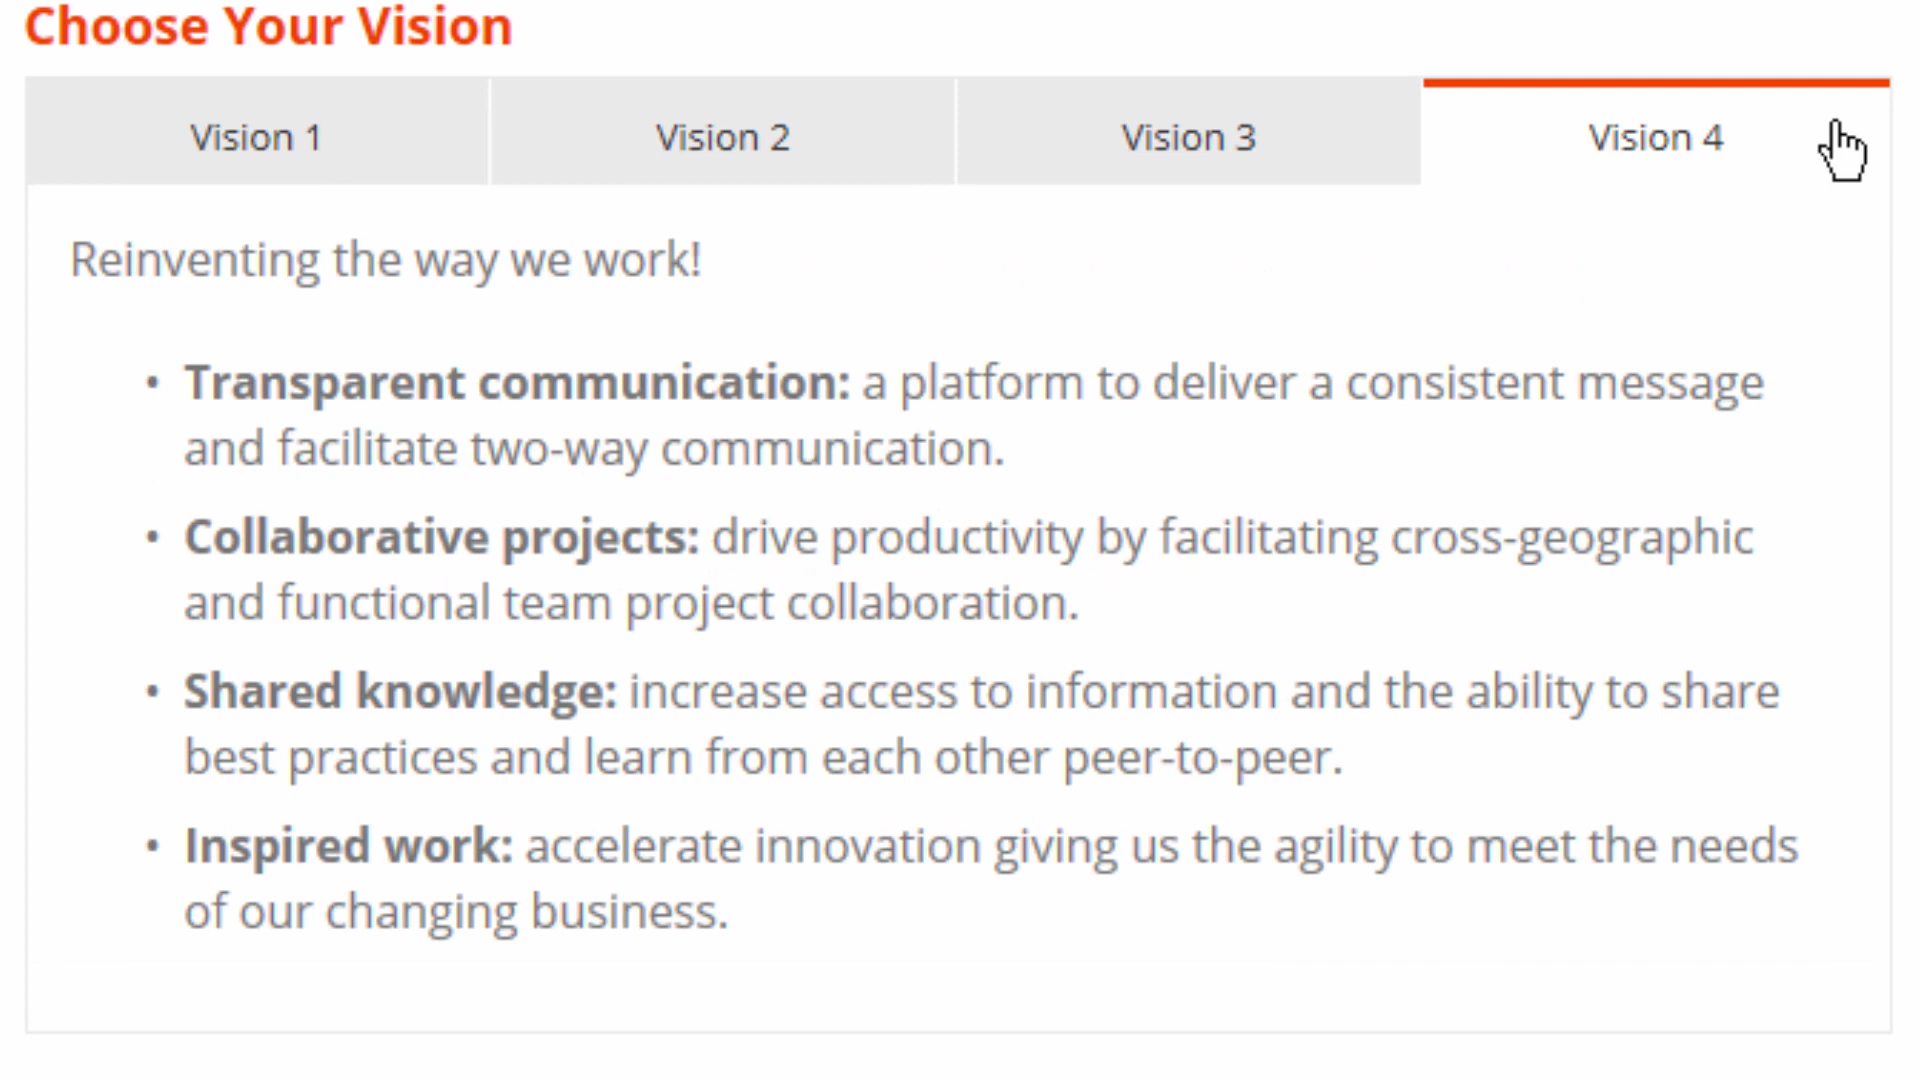 Choose Your Vision
Vision 1
Vision 2
Vision 3
Vision 4
Reinventing the way we work!
• Transparent communication: a platform to deliver a consistent message
and facilitate two-way communication.
• Collaborative projects: drive productivity by facilitating cross-geographic
and functional team project collaboration.
• Shared knowledge: increase access to information and the ability to share
best practices and learn from each other peer-to-peer.
• Inspired work: accelerate innovation giving us the agility to meet the needs
of our changing business.